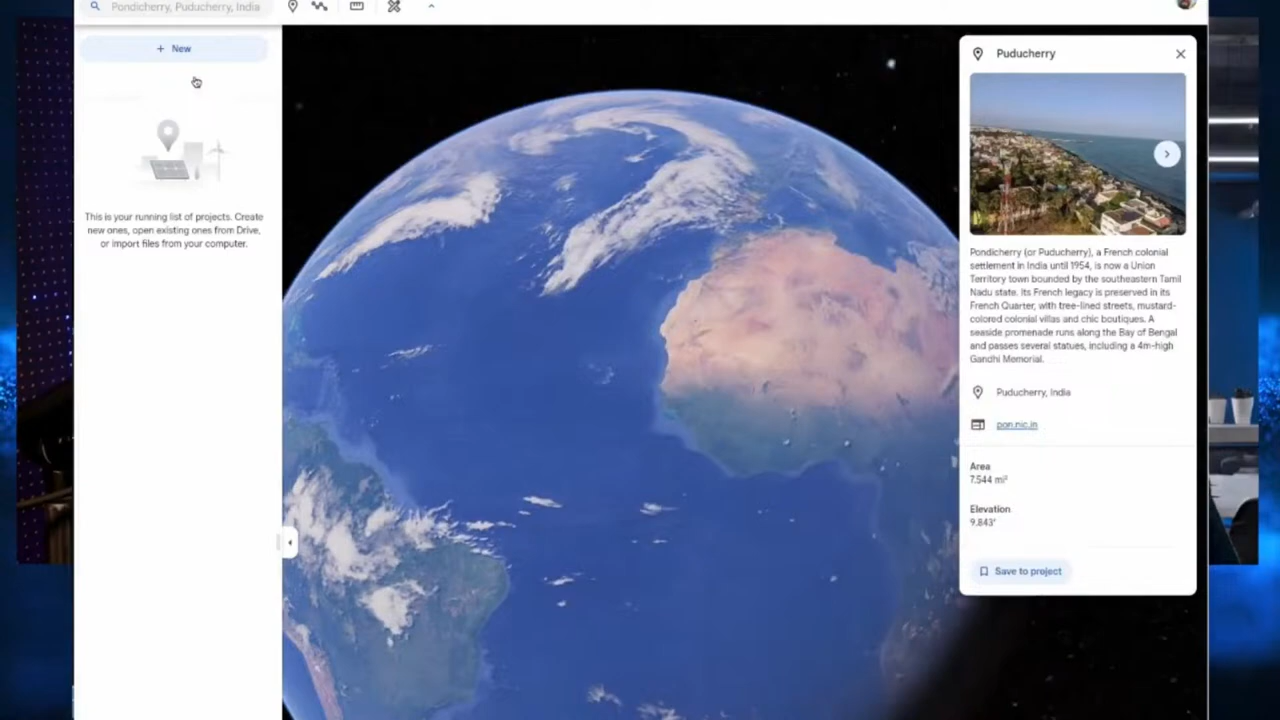 Pondicherry, Puducherry, India
+ New
This is your running list of projects. Create
new ones, open existing ones from Drive,
or import files from your computer.
Puducherry
Pondicherry (or Puducherry), a French colonial
settlement in India until 1954, is now a Union
Territory town bounded by the southeastern Tamil
Nadu state. Its French legacy is preserved in its
French Quarter, with tree-lined streets, mustard-
colored colonial villas and chic boutiques. A
seaside promenade runs along the Bay of Bengal
and passes several statues, including a 4m-high
Gandhi Memorial.
Puducherry, India
pon.nic.in
Area
7.544 mi²
Elevation
9.843'
Save to project